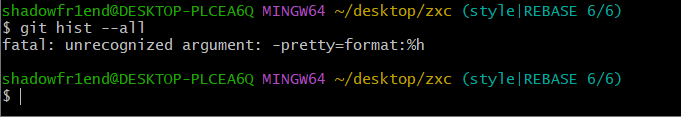 shadowfr1end@DESKTOP-PLCEA6Q MINGW64 ~/desktop/zxc (style|REBASE 6/6)
$ git hist --all
fatal: unrecognized argument: -pretty=format:%h
shadowfr1end@DESKTOP-PLCEA6Q MINGW64 ~/desktop/zxc (style|REBASE 6/6)
$